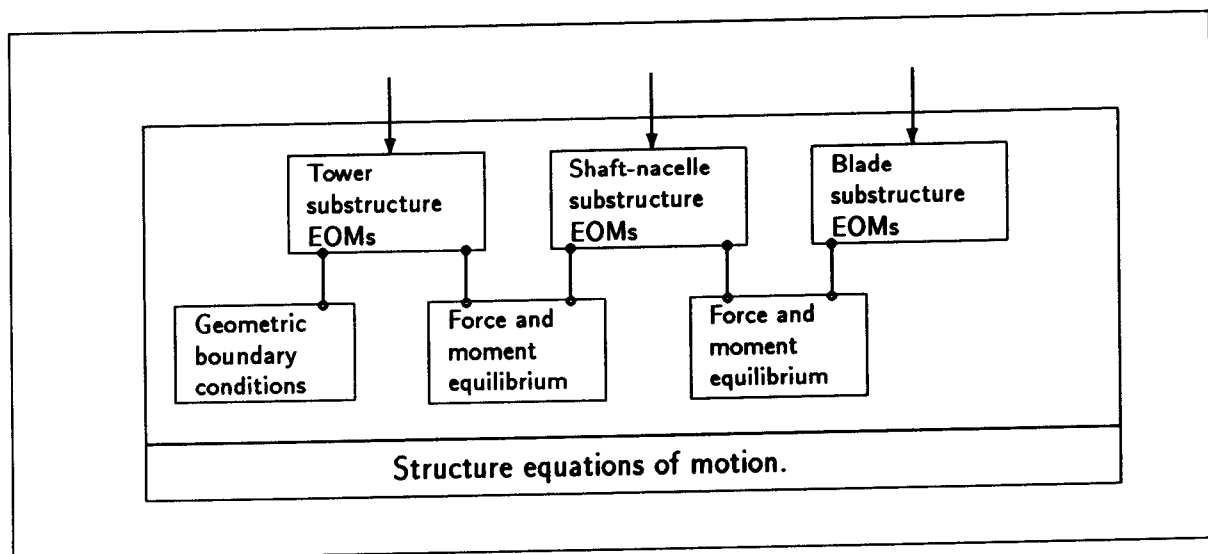 Tower
substructure
EOMs
Shaft-nacelle
substructure
EOMs
Blade
substructure
EOMs
Geometric
boundary
conditions
Force and
moment
equilibrium
Force and
moment
equilibrium
Structure equations of motion.